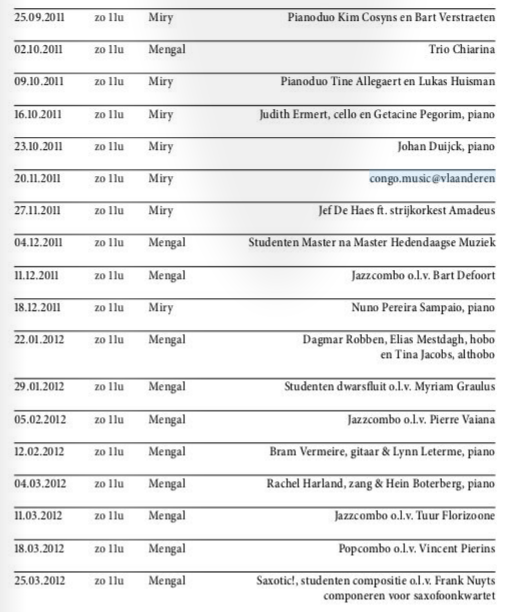 25.09.2011 zo 11u Miry Pianoduo Kim Cosyns en Bart Verstraeten
02.10.2011 zo 11u Mengal Trio Chiarina
09.10.2011 zo 11u Miry Pianoduo Tine Allegaert en Lukas Huisman
16.10.2011 zo 11u Miry Judith Ermert, cello en Getacine Pegorim, piano
23.10.2011 zo 11u Miry Johan Duijck, piano
20.11.2011 zo 11u Miry congo.music@vlaanderen
27.11.2011 zo 11u Miry Jef De Haes ft. strijkorkest Amadeus
04.12.2011 zo 11u Mengal Studenten Master na Master Hedendaagse Muziek
11.12.2011 zo 11u Mengal Jazzcombo o.l.v. Bart Defoort
18.12.2011 zo 11u Miry Nuno Pereira Sampaio, piano
22.01.2012 zo 11u Mengal Dagmar Robben, Elias Mestdagh, hobo
en Tina Jacobs, althobo
29.01.2012 zo 11u Mengal Studenten dwarsfluit o.l.v. Myriam Graulus
05.02.2012 zo 11u Mengal Jazzcombo o.l.v. Pierre Vaiana
12.02.2012 zo 11u Mengal Bram Vermeire, gitaar & Lynn Leterme, piano
04.03.2012 zo 11u Mengal Rachel Harland, zang & Hein Boterberg, piano
11.03.2012 zo 11u Mengal Jazzcombo o.l.v. Tuur Florizoone
18.03.2012 zo 11u Mengal Popcombo o.l.v. Vincent Pierins
25.03.2012 zo 11u Mengal Saxotic!, studenten compositie o.l.v. Frank Nuyts
componeren voor saxofoonkwartet